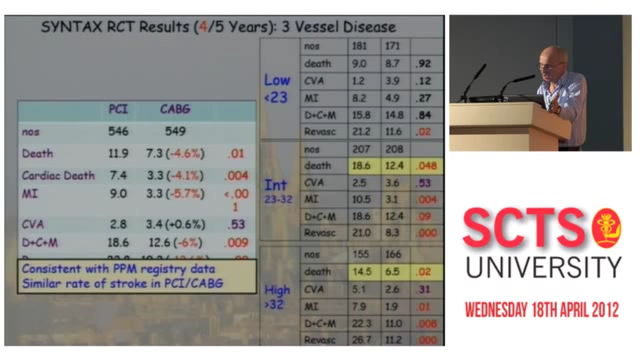 SYNTAX RCT Results (4/5 Years): 3 Vessel Disease
PCI CABG
nos 546 549
Death 11.9 7.3 (-4.6%) .01
Cardiac Death 7.4 3.3 (-4.1%) .004
MI 9.0 3.3 (-5.7%) <.00
1
CVA 2.8 3.4 (+0.6%) .53
D+C+M 18.6 12.6 (-6%) .009
Consistent with PPM registry data
Similar rate of stroke in PCI/CABG
Low
<23
nos 181 171
death 9.0 8.7 .92
CVA 1.2 3.9 .12
MI 8.2 4.9 .27
D+C+M 15.8 14.8 .84
Revasc 21.2 11.6 .02
Int
23-32
nos 207 208
death 18.6 12.4 .048
CVA 2.5 3.6 .53
MI 10.5 3.1 .004
D+C+M 18.6 12.4 .09
Revasc 21.0 8.3 .000
High
>32
nos 155 166
death 14.5 6.5 .02
CVA 5.1 2.6 .31
MI 7.9 1.9 .01
D+C+M 22.3 11.0 .008
Revasc 26.7 11.2 .000
SCTS
UNIVERSITY
WEDNESDAY 18TH APRIL 2012